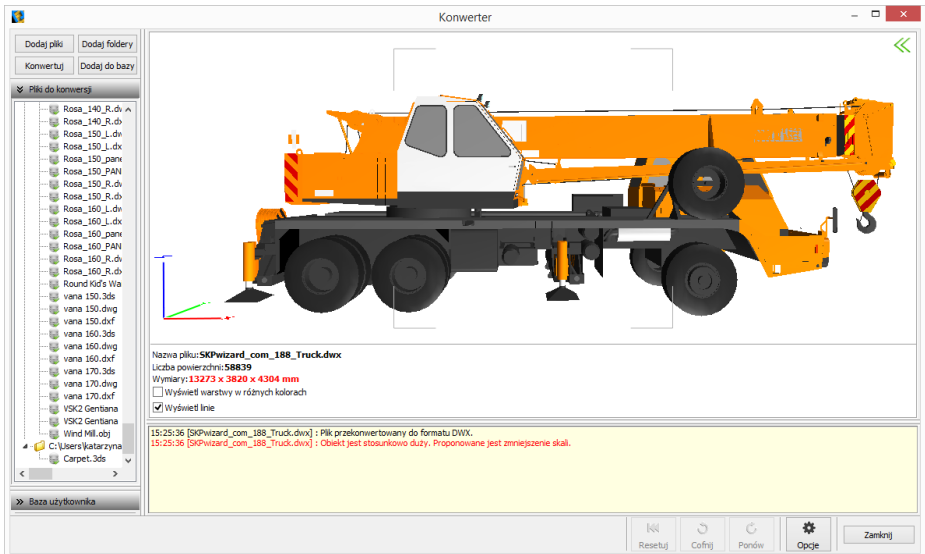 Konwerter
Dodaj pliki
Dodaj foldery
Konwertuj
Dodaj do bazy
Pliki do konwersji
Rosa_140_R.dv
Rosa_140_R.dx
Rosa_150_L.dw
Rosa_150_L.dx
Rosa_150_pane
Rosa_150_PAN
Rosa_150_R.dv
Rosa_150_R.dx
Rosa_160_L.dw
Rosa_160_L.dx
Rosa_160_pane
Rosa_160_PAN
Rosa_160_R.dv
Rosa_160_R.dx
Round Kid's Wa
vana 150.3ds
vana 150.dwg
vana 150.dxf
vana 160.3ds
vana 160.dwg
vana 160.dxf
vana 170.3ds
vana 170.dwg
vana 170.dxf
VSK2 Gentiana
VSK2 Gentiana
Wind Mill.obj
C:\Users\katarzyna
Carpet.3ds
Baza użytkownika
Nazwa pliku:SKPwizard_com_188_Truck.dwx
Liczba powierzchni:58839
Wymiary:13273 x 3820 x 4304 mm
Wyświetl warstwy w różnych kolorach
Wyświetl linie
15:25:36 [SKPwizard_com_188_Truck.dwx] : Plik przekonwertowany do formatu DWX.
15:25:36 [SKPwizard_com_188_Truck.dwx] : Obiekt jest stosunkowo duży. Proponowane jest zmniejszenie skali.
Resetuj
Cofnij
Ponów
Opcje
Zamknij